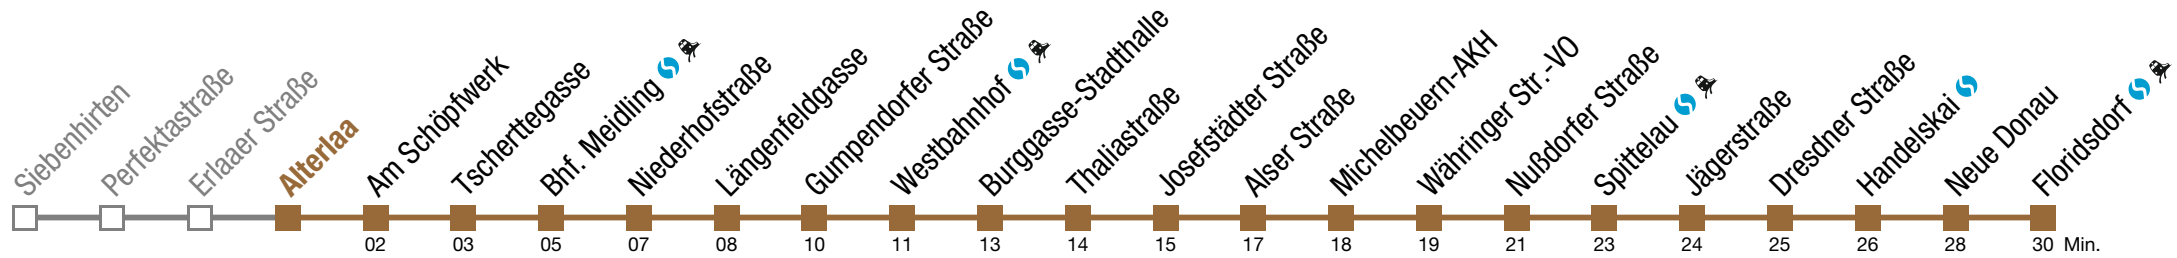 Siebenhirten
Perfektastraße
Erlaaer Straße
Alterlaa
Am Schöpfwerk
Tscherttegasse
Bhf. Meidling
Niederhofstraße
Längenfeldgasse
Gumpendorfer Straße
Westbahnhof
Burggasse-Stadthalle
Thaliastraße
Josefstädter Straße
Alser Straße
Michelbeuern-AKH
Währinger Str.-VO
Nußdorfer Straße
Spittelau
Jägerstraße
Dresdner Straße
Handelskai
Neue Donau
Floridsdorf
02 03 05 07 08 10 11 13 14 15 17 18 19 21 23 24 25 26 28 30 Min.